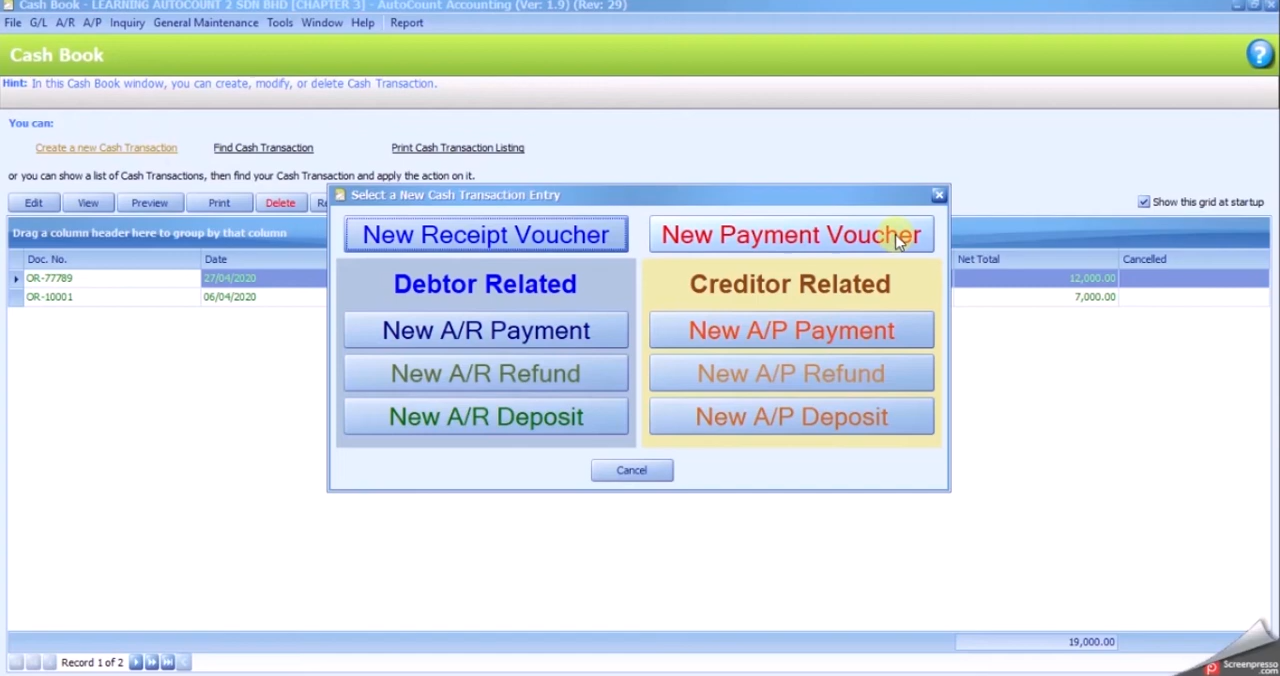 Cash Book - LEARNING AUTOCOUNT 2 SDN BHD [CHAPTER 3] - AutoCount Accounting (Ver: 1.9) (Rev: 29)
File G/L A/R A/P Inquiry General Maintenance Tools Window Help Report
Cash Book
Hint: In this Cash Book window, you can create, modify, or delete Cash Transaction.
You can:
Create a new Cash Transaction Find Cash Transaction Print Cash Transaction Listing
or you can show a list of Cash Transactions, then find your Cash Transaction and apply the action on it.
Edit View Preview Print Delete Show this grid at startup
Drag a column header here to group by that column
Doc. No. Date Net Total Cancelled
OR-77789 27/04/2020 12,000.00
OR-10001 06/04/2020 7,000.00
Select a New Cash Transaction Entry
New Receipt Voucher New Payment Voucher
Debtor Related Creditor Related
New A/R Payment New A/P Payment
New A/R Refund New A/P Refund
New A/R Deposit New A/P Deposit
Cancel
19,000.00
Record 1 of 2
Screenpresso
.com